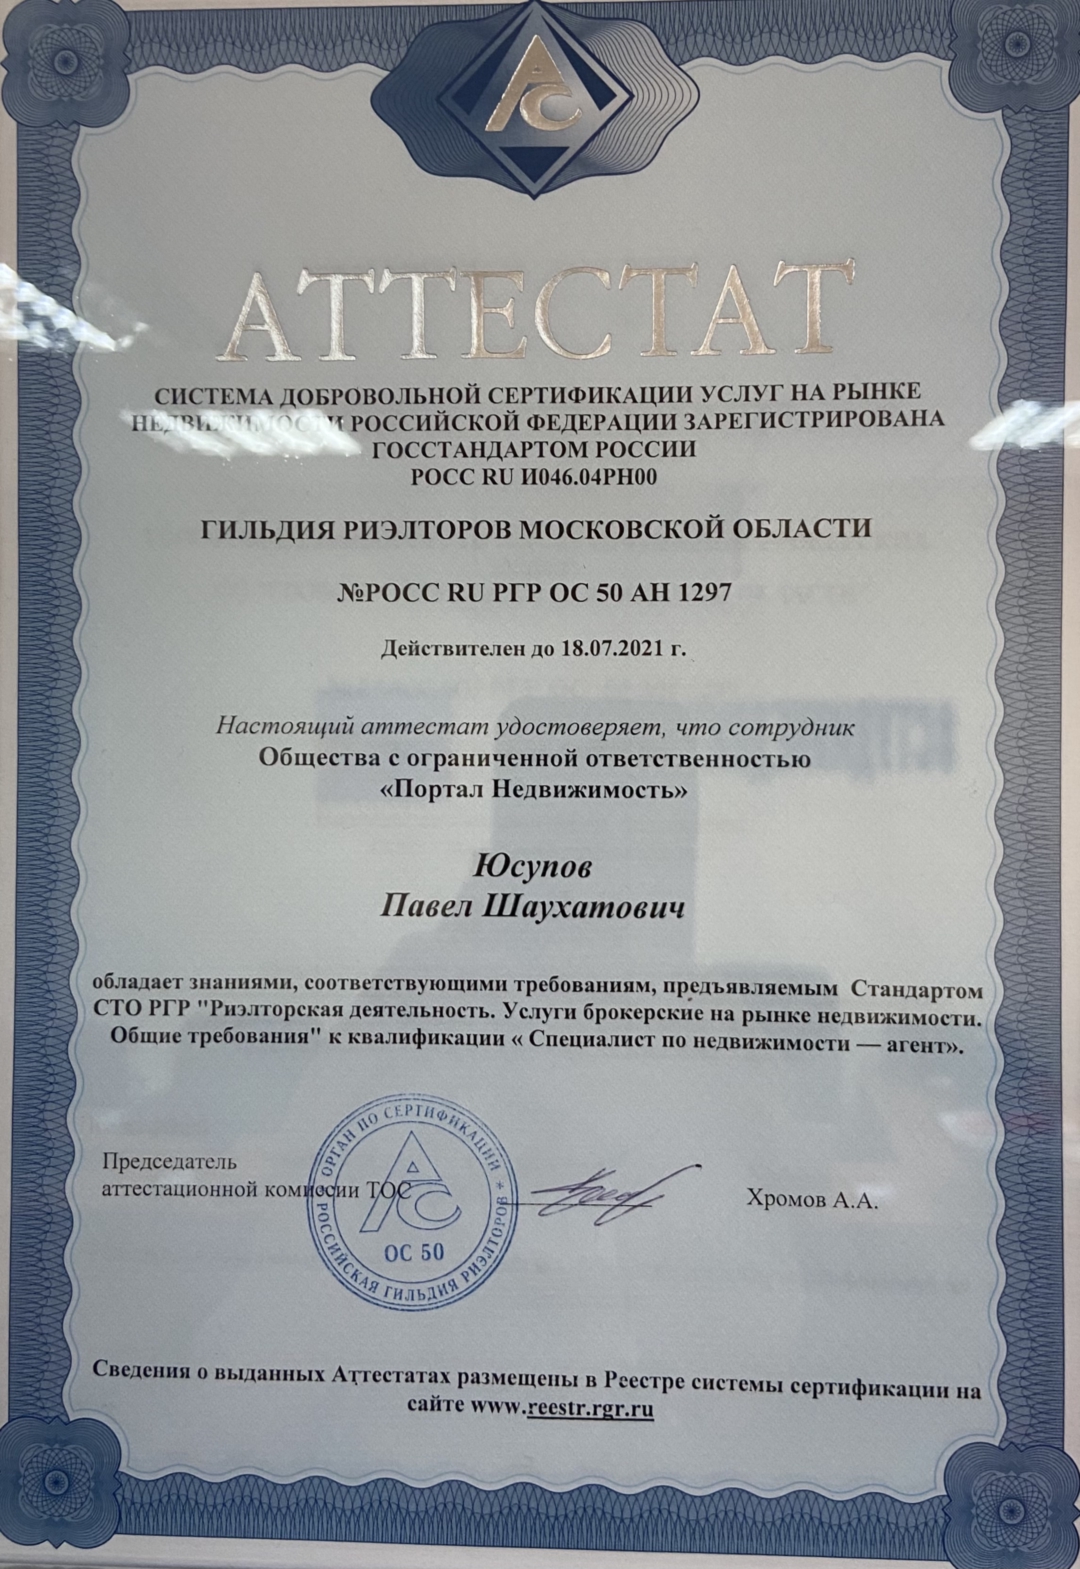 АС
АТТЕСТАТ
СИСТЕМА ДОБРОВОЛЬНОЙ СЕРТИФИКАЦИИ УСЛУГ НА РЫНКЕ
НЕДВИЖИМОСТИ РОССИЙСКОЙ ФЕДЕРАЦИИ ЗАРЕГИСТРИРОВАНА
ГОССТАНДАРТОМ РОССИИ
РОСС RU И046.04РН00
ГИЛЬДИЯ РИЭЛТОРОВ МОСКОВСКОЙ ОБЛАСТИ
№РОСС RU РГР ОС 50 АН 1297
Действителен до 18.07.2021 г.
Настоящий аттестат удостоверяет, что сотрудник
Общества с ограниченной ответственностью
«Портал Недвижимость»
Юсупов
Павел Шаухатович
обладает знаниями, соответствующими требованиям, предъявляемым Стандартом
СТО РГР "Риэлторская деятельность. Услуги брокерские на рынке недвижимости.
Общие требования" к квалификации « Специалист по недвижимости — агент».
Председатель
аттестационной комиссии ТОС
Хромов А.А.
ОРГАН ПО СЕРТИФИКАЦИИ *
РОССИЙСКАЯ ГИЛЬДИЯ РИЭЛТОРОВ
АС
ОС 50
Сведения о выданных Аттестатах размещены в Реестре системы сертификации на
сайте www.reestr.rgr.ru